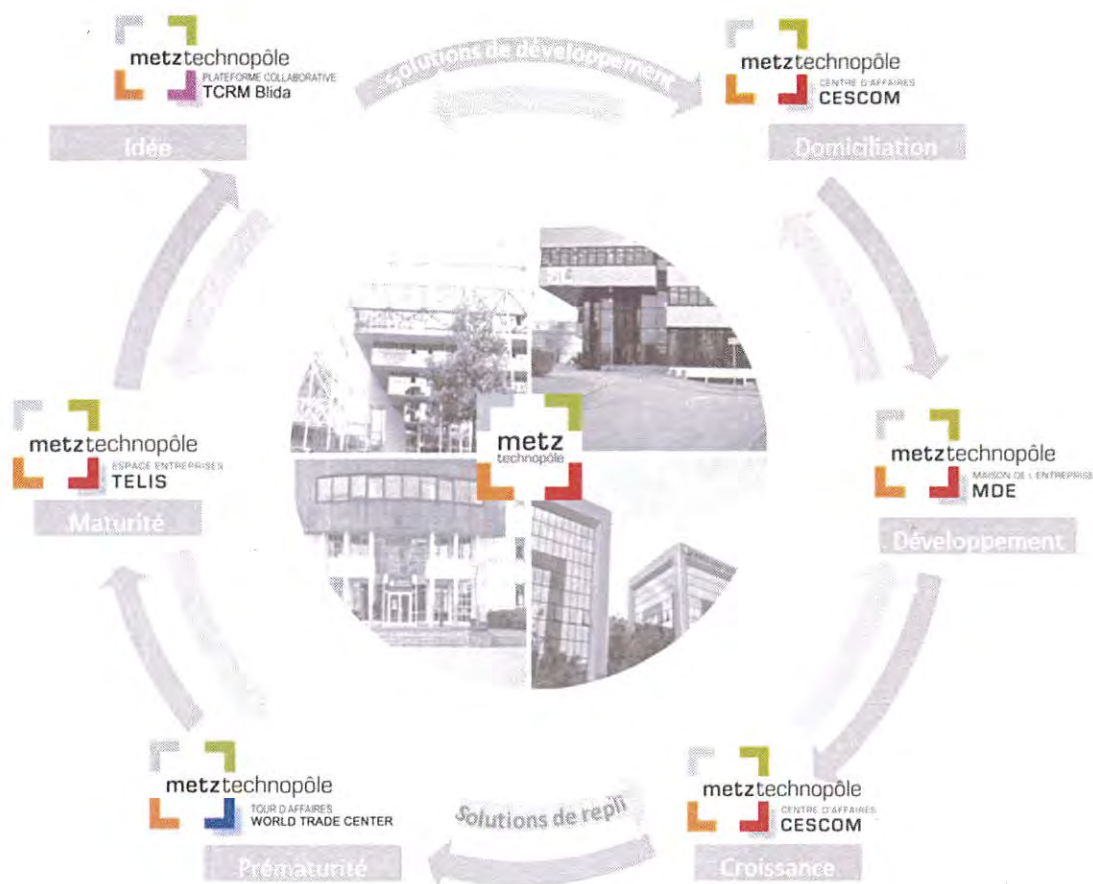 metztechnopôle
PLATEFORME COLLABORATIVE
TCRM Blida
Idée
Solutions de développement
metztechnopôle
CENTRE D'AFFAIRES
CESCOM
Domiciliation
metztechnopôle
ESPACE ENTREPRISES
TELIS
Maturité
metz
technopôle
metztechnopôle
MAISON DE L'ENTREPRISE
MDE
Développement
metztechnopôle
TOUR D'AFFAIRES
WORLD TRADE CENTER
Prématurité
Solutions de repli
metztechnopôle
CENTRE D'AFFAIRES
CESCOM
Croissance